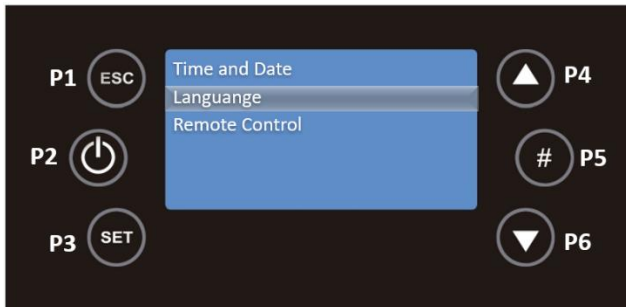 P1 ESC
Time and Date
P4
Languange
Remote Control
P2
# P5
P3 SET
P6